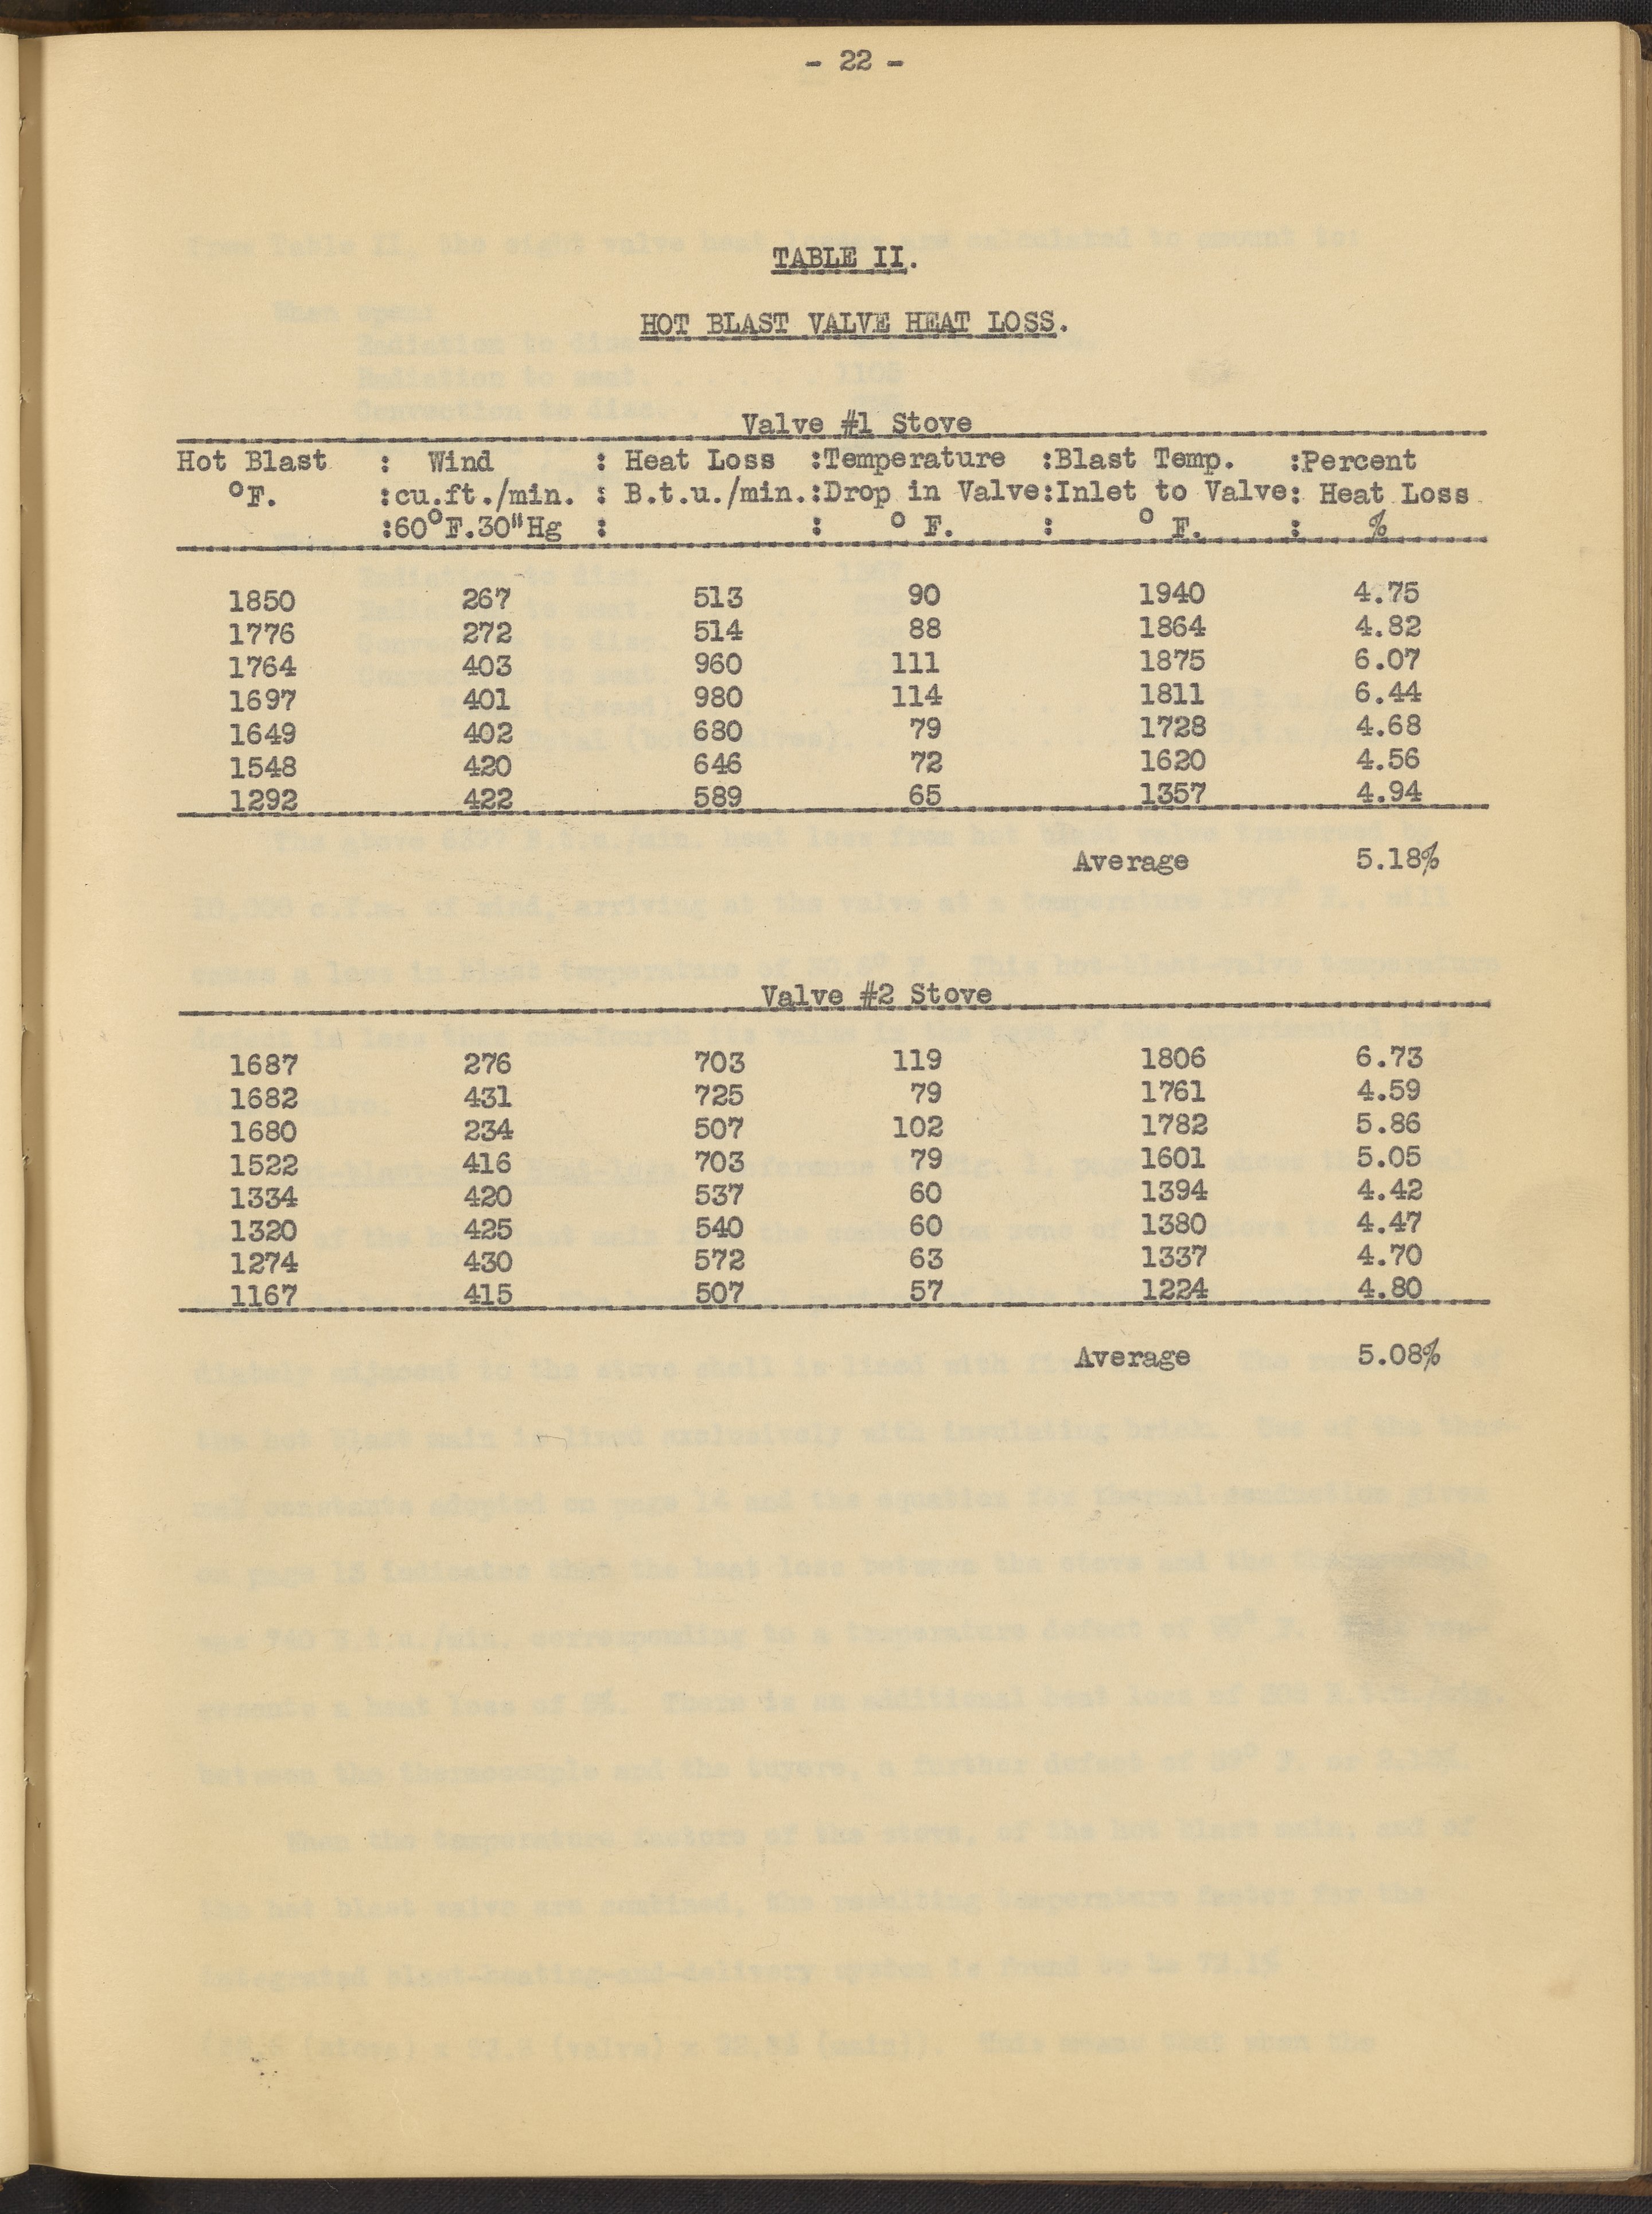 - 22 -
TABLE II.
HOT BLAST VALVE HEAT LOSS.
Valve #1 Stove
Hot Blast : Wind : Heat Loss :Temperature :Blast Temp. :Percent
°F. :cu.ft./min. : B.t.u./min.:Drop in Valve:Inlet to Valve: Heat Loss
:60°F.30"Hg : : ° F. : ° F. : %
1850 267 513 90 1940 4.75
1776 272 514 88 1864 4.82
1764 403 960 111 1875 6.07
1697 401 980 114 1811 6.44
1649 402 680 79 1728 4.68
1548 420 646 72 1620 4.56
1292 422 589 65 1357 4.94
Average 5.18%
Valve #2 Stove
1687 276 703 119 1806 6.73
1682 431 725 79 1761 4.59
1680 234 507 102 1782 5.86
1522 416 703 79 1601 5.05
1334 420 537 60 1394 4.42
1320 425 540 60 1380 4.47
1274 430 572 63 1337 4.70
1167 415 507 57 1224 4.80
Average 5.08%